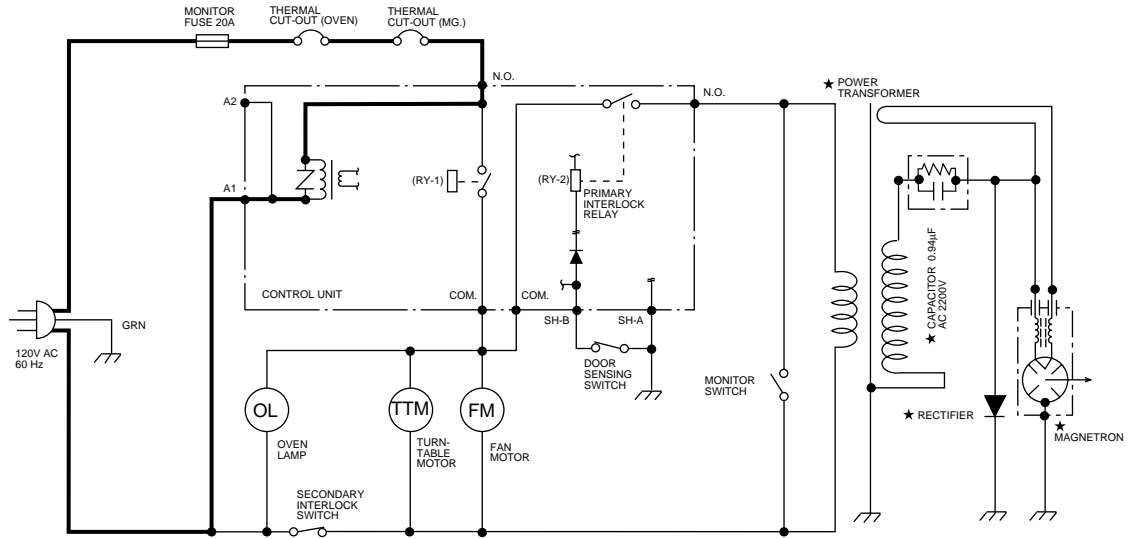 MONITOR
FUSE 20A
THERMAL
CUT-OUT (OVEN)
THERMAL
CUT-OUT (MG.)
N.O.
A2
N.O.
★ POWER
TRANSFORMER
A1
(RY-1)
(RY-2)
PRIMARY
INTERLOCK
RELAY
★ CAPACITOR 0.94µF
AC 2200V
CONTROL UNIT
COM.
COM.
SH-B
SH-A
GRN
120V AC
60 Hz
DOOR
SENSING
SWITCH
MONITOR
SWITCH
OL
TTM
FM
OVEN
LAMP
TURN-
TABLE
MOTOR
FAN
MOTOR
★ RECTIFIER
★
MAGNETRON
SECONDARY
INTERLOCK
SWITCH